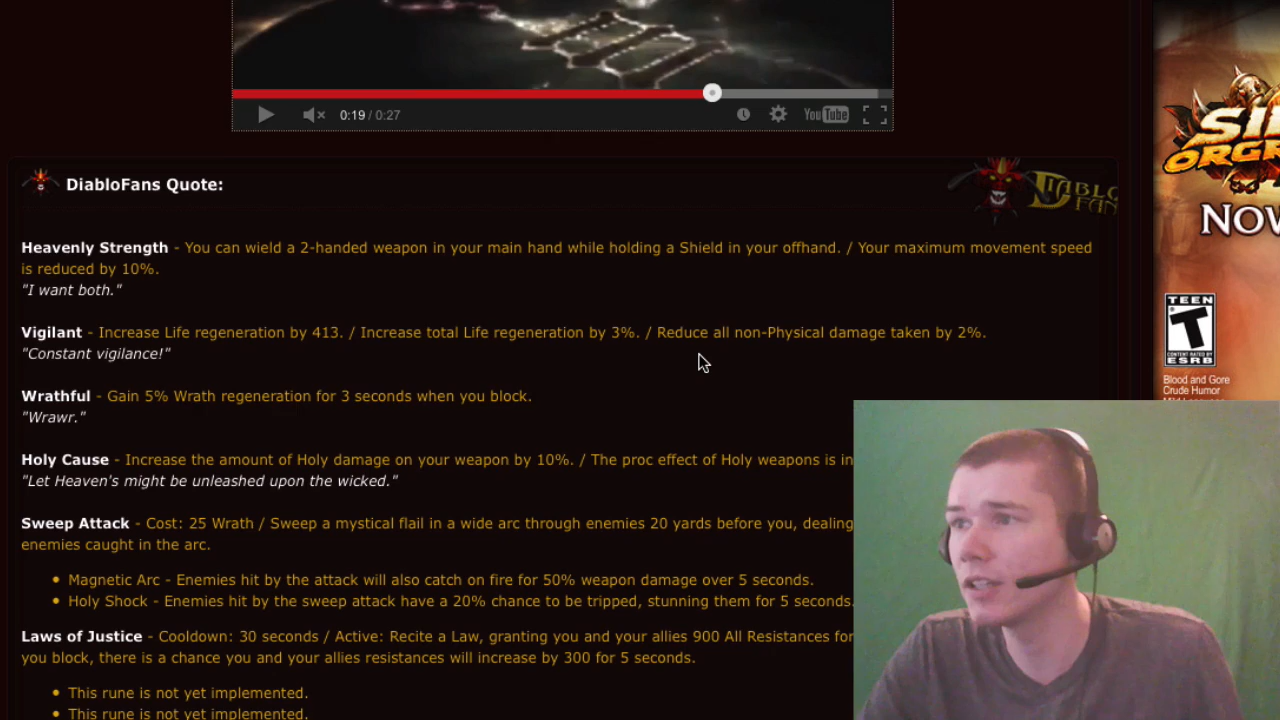 0:19 / 0:27
You Tube
DiabloFans Quote:
DIABLO
FAN
Heavenly Strength - You can wield a 2-handed weapon in your main hand while holding a Shield in your offhand. / Your maximum movement speed
is reduced by 10%.
"I want both."
Vigilant - Increase Life regeneration by 413. / Increase total Life regeneration by 3%. / Reduce all non-Physical damage taken by 2%.
"Constant vigilance!"
Wrathful - Gain 5% Wrath regeneration for 3 seconds when you block.
"Wrawr."
Holy Cause - Increase the amount of Holy damage on your weapon by 10%. / The proc effect of Holy weapons is in
"Let Heaven's might be unleashed upon the wicked."
Sweep Attack - Cost: 25 Wrath / Sweep a mystical flail in a wide arc through enemies 20 yards before you, dealing
enemies caught in the arc.
• Magnetic Arc - Enemies hit by the attack will also catch on fire for 50% weapon damage over 5 seconds.
• Holy Shock - Enemies hit by the sweep attack have a 20% chance to be tripped, stunning them for 5 seconds.
Laws of Justice - Cooldown: 30 seconds / Active: Recite a Law, granting you and your allies 900 All Resistances for
you block, there is a chance you and your allies resistances will increase by 300 for 5 seconds.
• This rune is not yet implemented.
• This rune is not yet implemented.
SI
ORGR
NOW
TEEN
T
CONTENT RATED BY
ESRB
Blood and Gore
Crude Humor